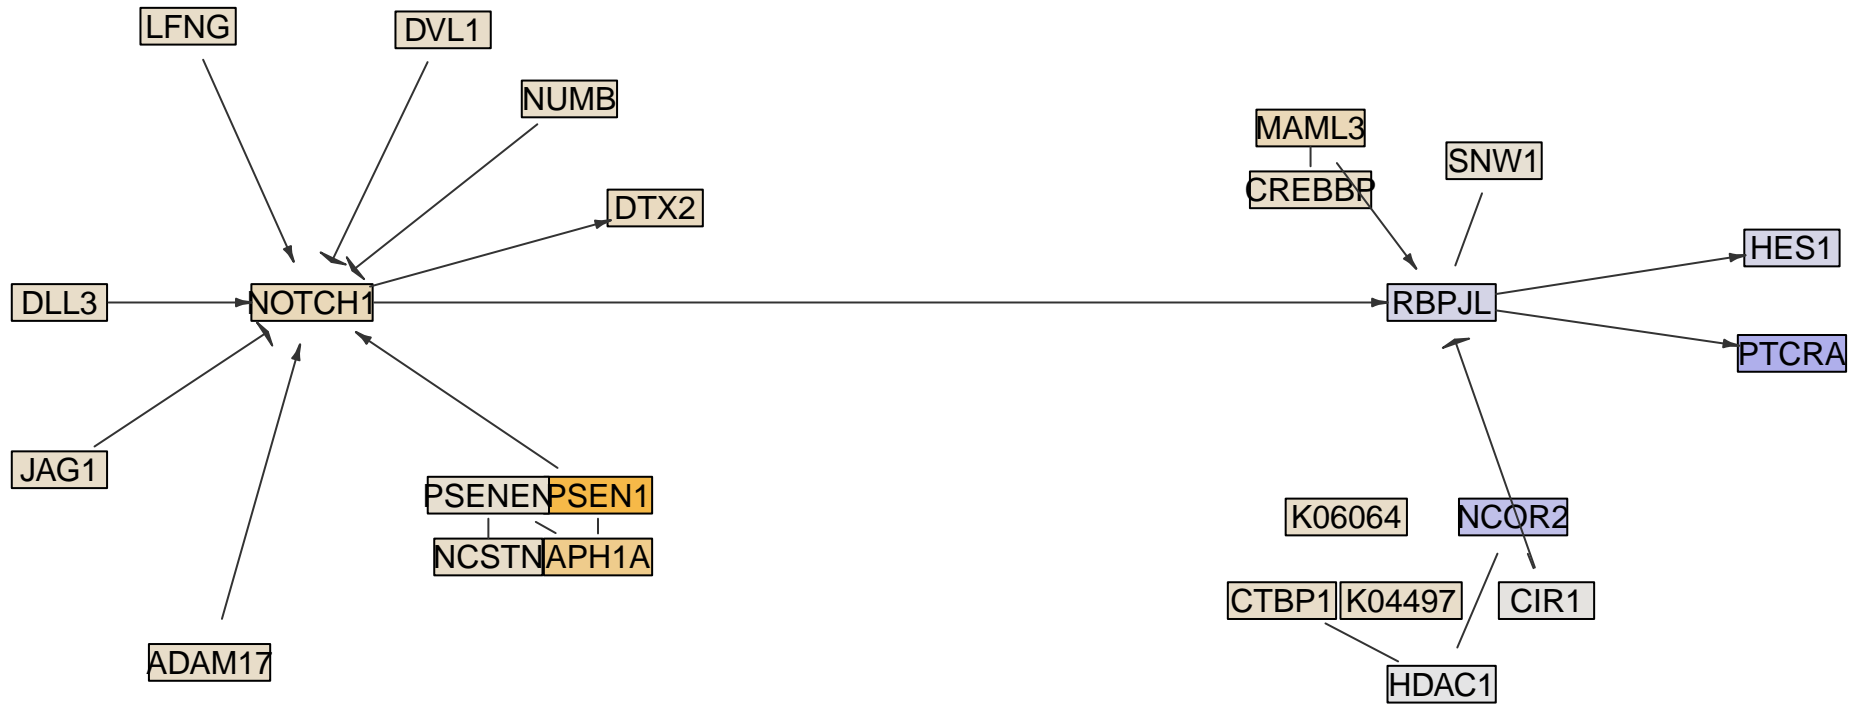 LFNG
DVL1
NUMB
MAML3
SNW1
CREBBP
DTX2
HES1
DLL3
NOTCH1
RBPJL
PTCRA
JAG1
PSENEN
PSEN1
K06064
NCOR2
NCSTN
APH1A
CTBP1
K04497
CIR1
ADAM17
HDAC1